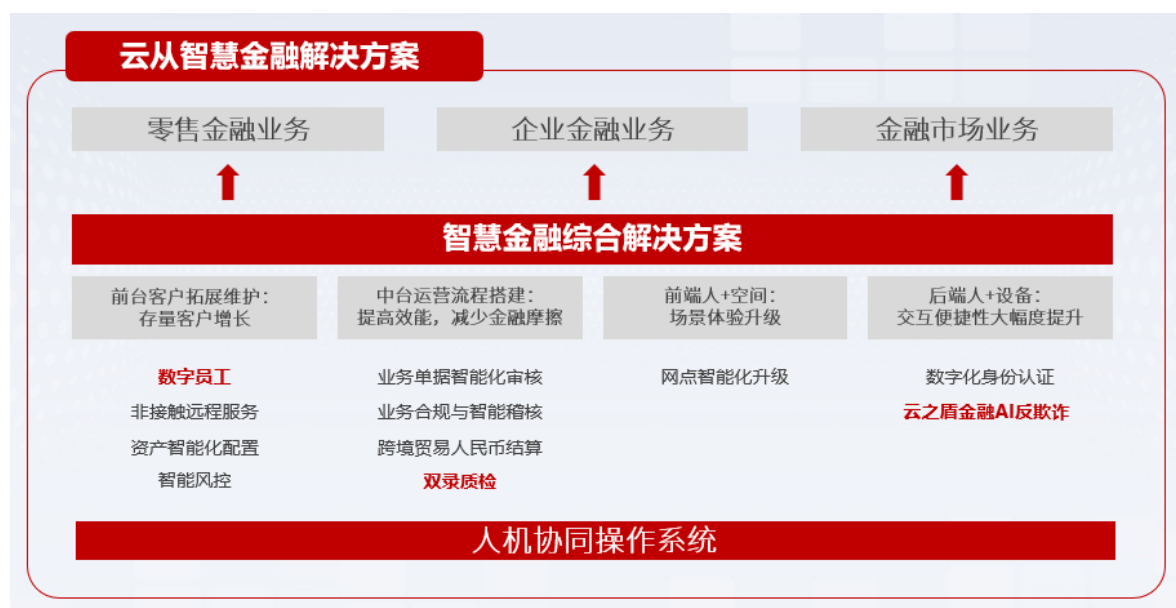 云从智慧金融解决方案
零售金融业务
企业金融业务
金融市场业务
智慧金融综合解决方案
前台客户拓展维护：
存量客户增长
中台运营流程搭建：
提高效能，减少金融摩擦
前端人+空间：
场景体验升级
后端人+设备：
交互便捷性大幅度提升
数字员工
非接触远程服务
资产智能化配置
智能风控
业务单据智能化审核
业务合规与智能稽核
跨境贸易人民币结算
双录质检
网点智能化升级
数字化身份认证
云之盾金融AI反欺诈
人机协同操作系统